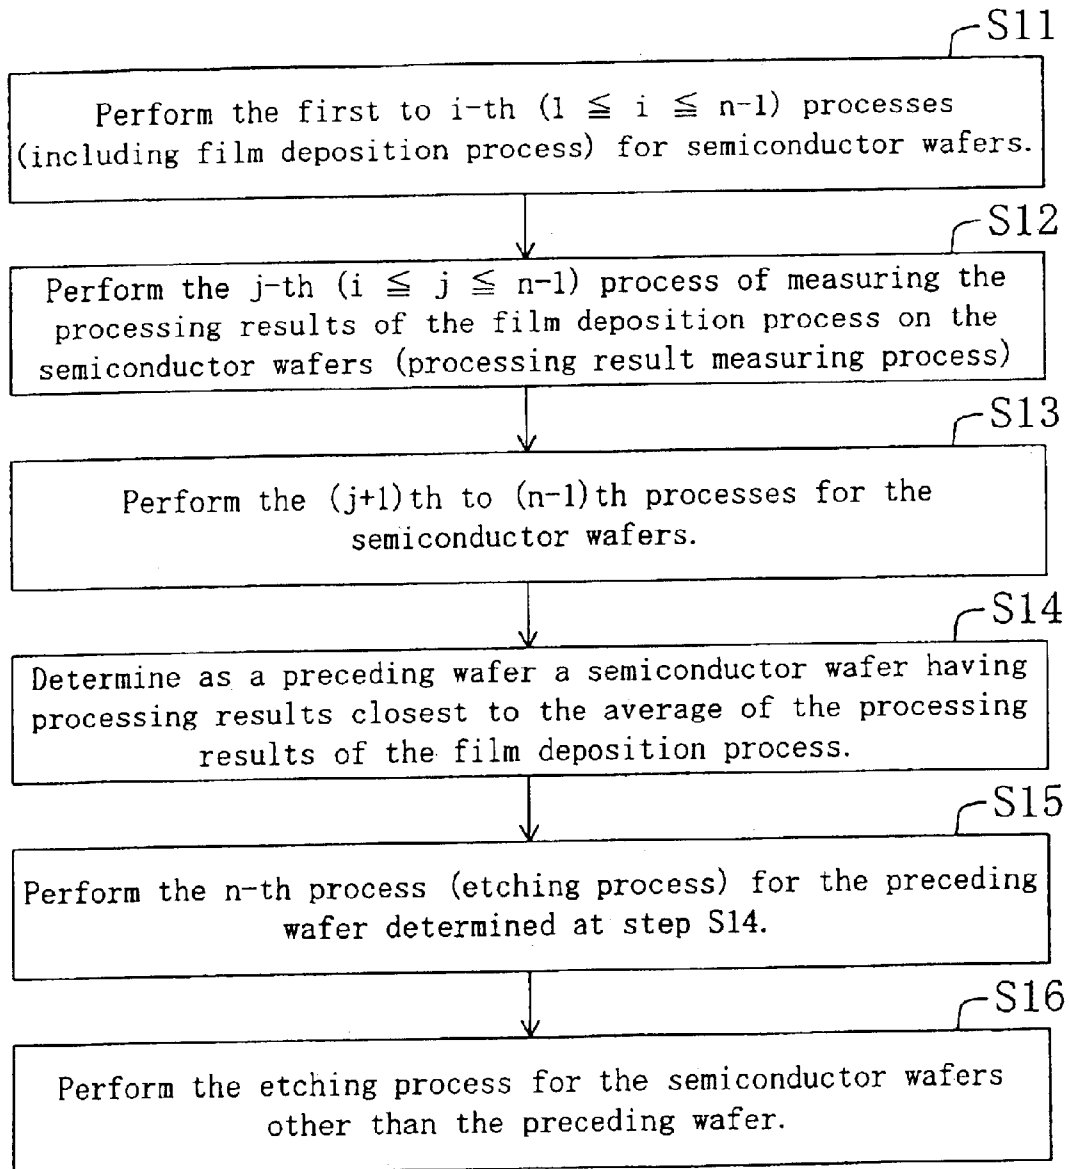 S11
Perform the first to i-th (1 ≦ i ≦ n-1) processes
(including film deposition process) for semiconductor wafers.
S12
Perform the j-th (i ≦ j ≦ n-1) process of measuring the
processing results of the film deposition process on the
semiconductor wafers (processing result measuring process)
S13
Perform the (j+1)th to (n-1)th processes for the
semiconductor wafers.
S14
Determine as a preceding wafer a semiconductor wafer having
processing results closest to the average of the processing
results of the film deposition process.
S15
Perform the n-th process (etching process) for the preceding
wafer determined at step S14.
S16
Perform the etching process for the semiconductor wafers
other than the preceding wafer.